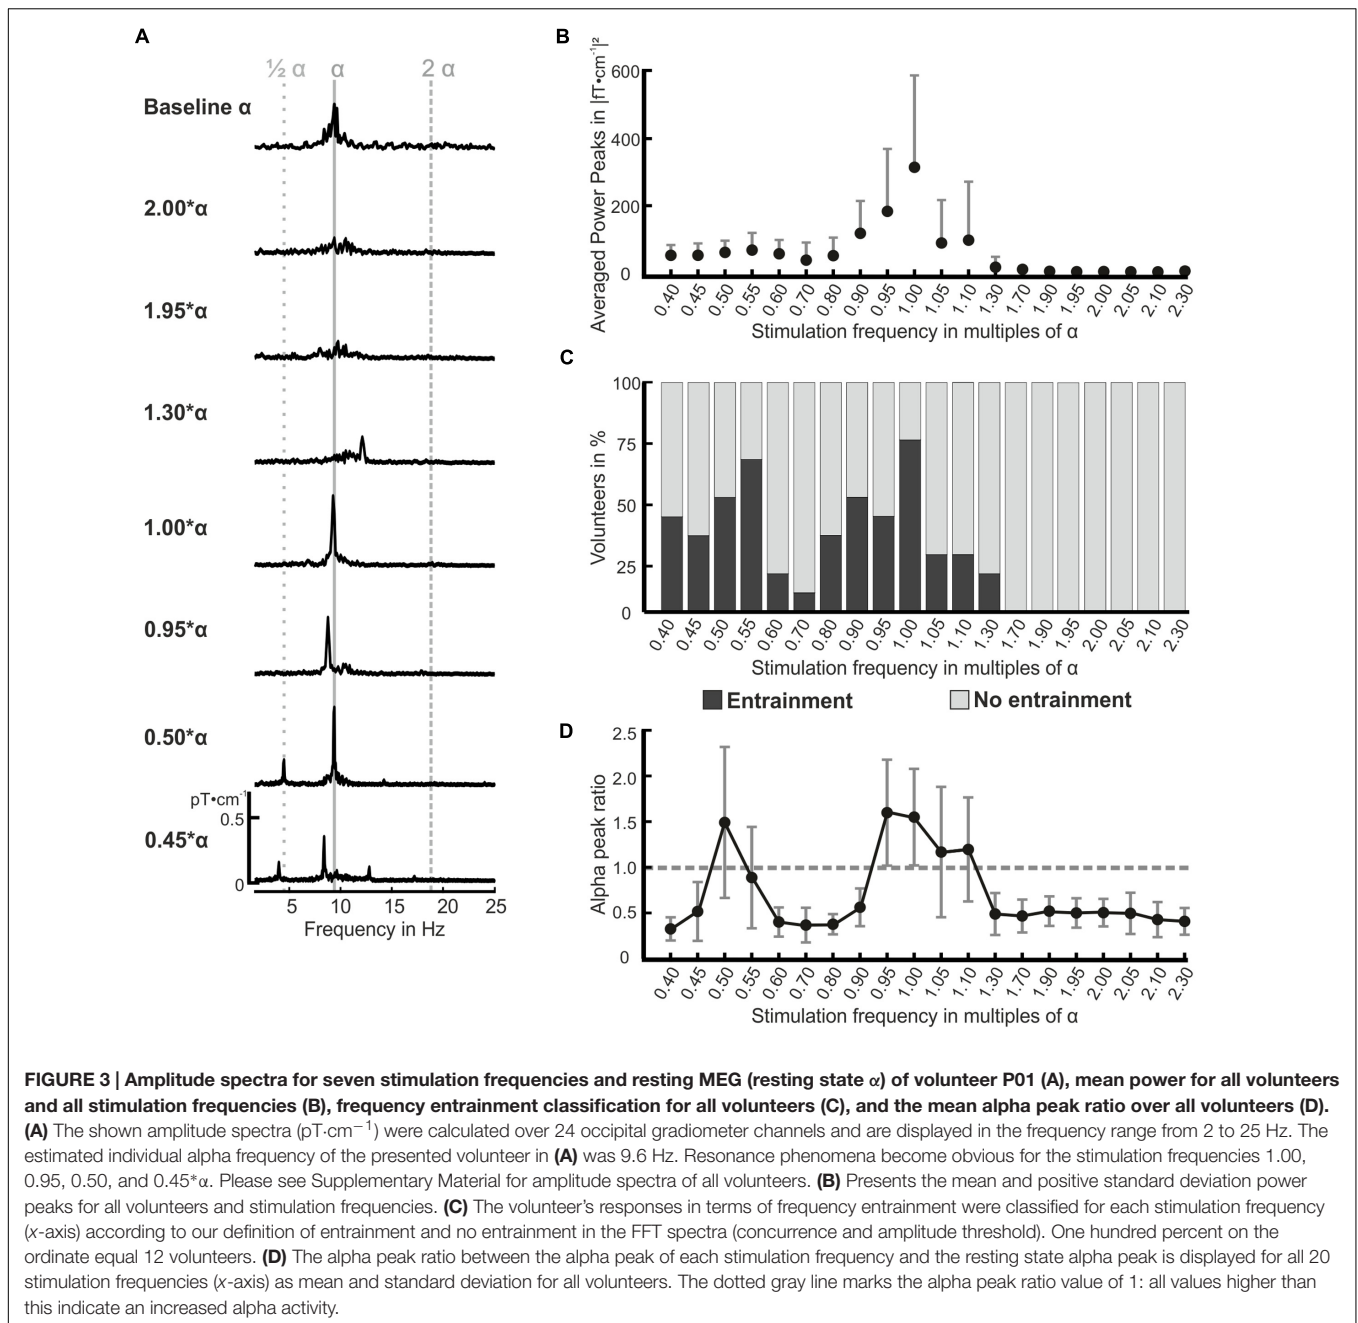 A
½ α
α
2 α
Baseline α
2.00*α
1.95*α
1.30*α
1.00*α
0.95*α
0.50*α
pT•cm⁻¹
0.5
0.45*α
0
5 10 15 20 25
Frequency in Hz
B
Averaged Power Peaks in |fT•cm⁻¹|²
600
400
200
0
0.40 0.45 0.50 0.55 0.60 0.70 0.80 0.90 0.95 1.00 1.05 1.10 1.30 1.70 1.90 1.95 2.00 2.05 2.10 2.30
Stimulation frequency in multiples of α
C
Volunteers in %
100
75
50
25
0
0.40 0.45 0.50 0.55 0.60 0.70 0.80 0.90 0.95 1.00 1.05 1.10 1.30 1.70 1.90 1.95 2.00 2.05 2.10 2.30
Stimulation frequency in multiples of α
Entrainment No entrainment
D
Alpha peak ratio
2.5
2.0
1.5
1.0
0.5
0
0.40 0.45 0.50 0.55 0.60 0.70 0.80 0.90 0.95 1.00 1.05 1.10 1.30 1.70 1.90 1.95 2.00 2.05 2.10 2.30
Stimulation frequency in multiples of α
FIGURE 3 | Amplitude spectra for seven stimulation frequencies and resting MEG (resting state α) of volunteer P01 (A), mean power for all volunteers
and all stimulation frequencies (B), frequency entrainment classification for all volunteers (C), and the mean alpha peak ratio over all volunteers (D).
(A) The shown amplitude spectra (pT·cm⁻¹) were calculated over 24 occipital gradiometer channels and are displayed in the frequency range from 2 to 25 Hz. The
estimated individual alpha frequency of the presented volunteer in (A) was 9.6 Hz. Resonance phenomena become obvious for the stimulation frequencies 1.00,
0.95, 0.50, and 0.45*α. Please see Supplementary Material for amplitude spectra of all volunteers. (B) Presents the mean and positive standard deviation power
peaks for all volunteers and stimulation frequencies. (C) The volunteer's responses in terms of frequency entrainment were classified for each stimulation frequency
(x-axis) according to our definition of entrainment and no entrainment in the FFT spectra (concurrence and amplitude threshold). One hundred percent on the
ordinate equal 12 volunteers. (D) The alpha peak ratio between the alpha peak of each stimulation frequency and the resting state alpha peak is displayed for all 20
stimulation frequencies (x-axis) as mean and standard deviation for all volunteers. The dotted gray line marks the alpha peak ratio value of 1: all values higher than
this indicate an increased alpha activity.